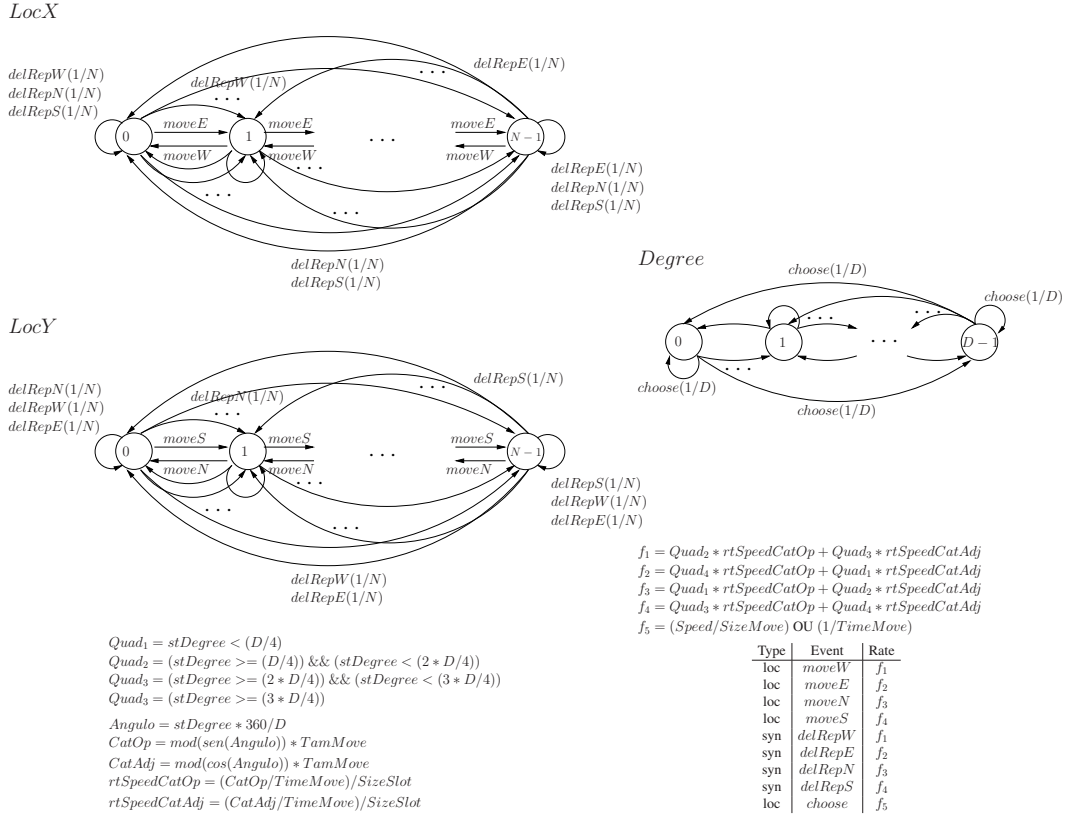 LocX
delRepW(1/N)
delRepN(1/N)
delRepS(1/N)
delRepW(1/N)
. . .
. . .
delRepE(1/N)
0
moveE
moveW
1
moveE
moveW
. . .
moveE
moveW
N − 1
. . .
. . .
. . .
delRepE(1/N)
delRepN(1/N)
delRepS(1/N)
delRepN(1/N)
delRepS(1/N)
LocY
delRepN(1/N)
delRepW(1/N)
delRepE(1/N)
delRepN(1/N)
. . .
. . .
delRepS(1/N)
0
moveS
moveN
1
moveS
moveN
. . .
moveS
moveN
N − 1
. . .
. . .
. . .
delRepS(1/N)
delRepW(1/N)
delRepE(1/N)
delRepW(1/N)
delRepE(1/N)
Degree
choose(1/D)
choose(1/D)
. . .
. . .
0
1
. . .
D − 1
. . .
choose(1/D)
choose(1/D)
Quad₁ = stDegree < (D/4)
Quad₂ = (stDegree >= (D/4)) && (stDegree < (2 * D/4))
Quad₃ = (stDegree >= (2 * D/4)) && (stDegree < (3 * D/4))
Quad₃ = (stDegree >= (3 * D/4))
Angulo = stDegree * 360/D
CatOp = mod(sen(Angulo)) * TamMove
CatAdj = mod(cos(Angulo)) * TamMove
rtSpeedCatOp = (CatOp/TimeMove)/SizeSlot
rtSpeedCatAdj = (CatAdj/TimeMove)/SizeSlot
f₁ = Quad₂ * rtSpeedCatOp + Quad₃ * rtSpeedCatAdj
f₂ = Quad₄ * rtSpeedCatOp + Quad₁ * rtSpeedCatAdj
f₃ = Quad₁ * rtSpeedCatOp + Quad₂ * rtSpeedCatAdj
f₄ = Quad₃ * rtSpeedCatOp + Quad₄ * rtSpeedCatAdj
f₅ = (Speed/SizeMove) OU (1/TimeMove)
Type Event Rate
loc moveW f₁
loc moveE f₂
loc moveN f₃
loc moveS f₄
syn delRepW f₁
syn delRepE f₂
syn delRepN f₃
syn delRepS f₄
loc choose f₅